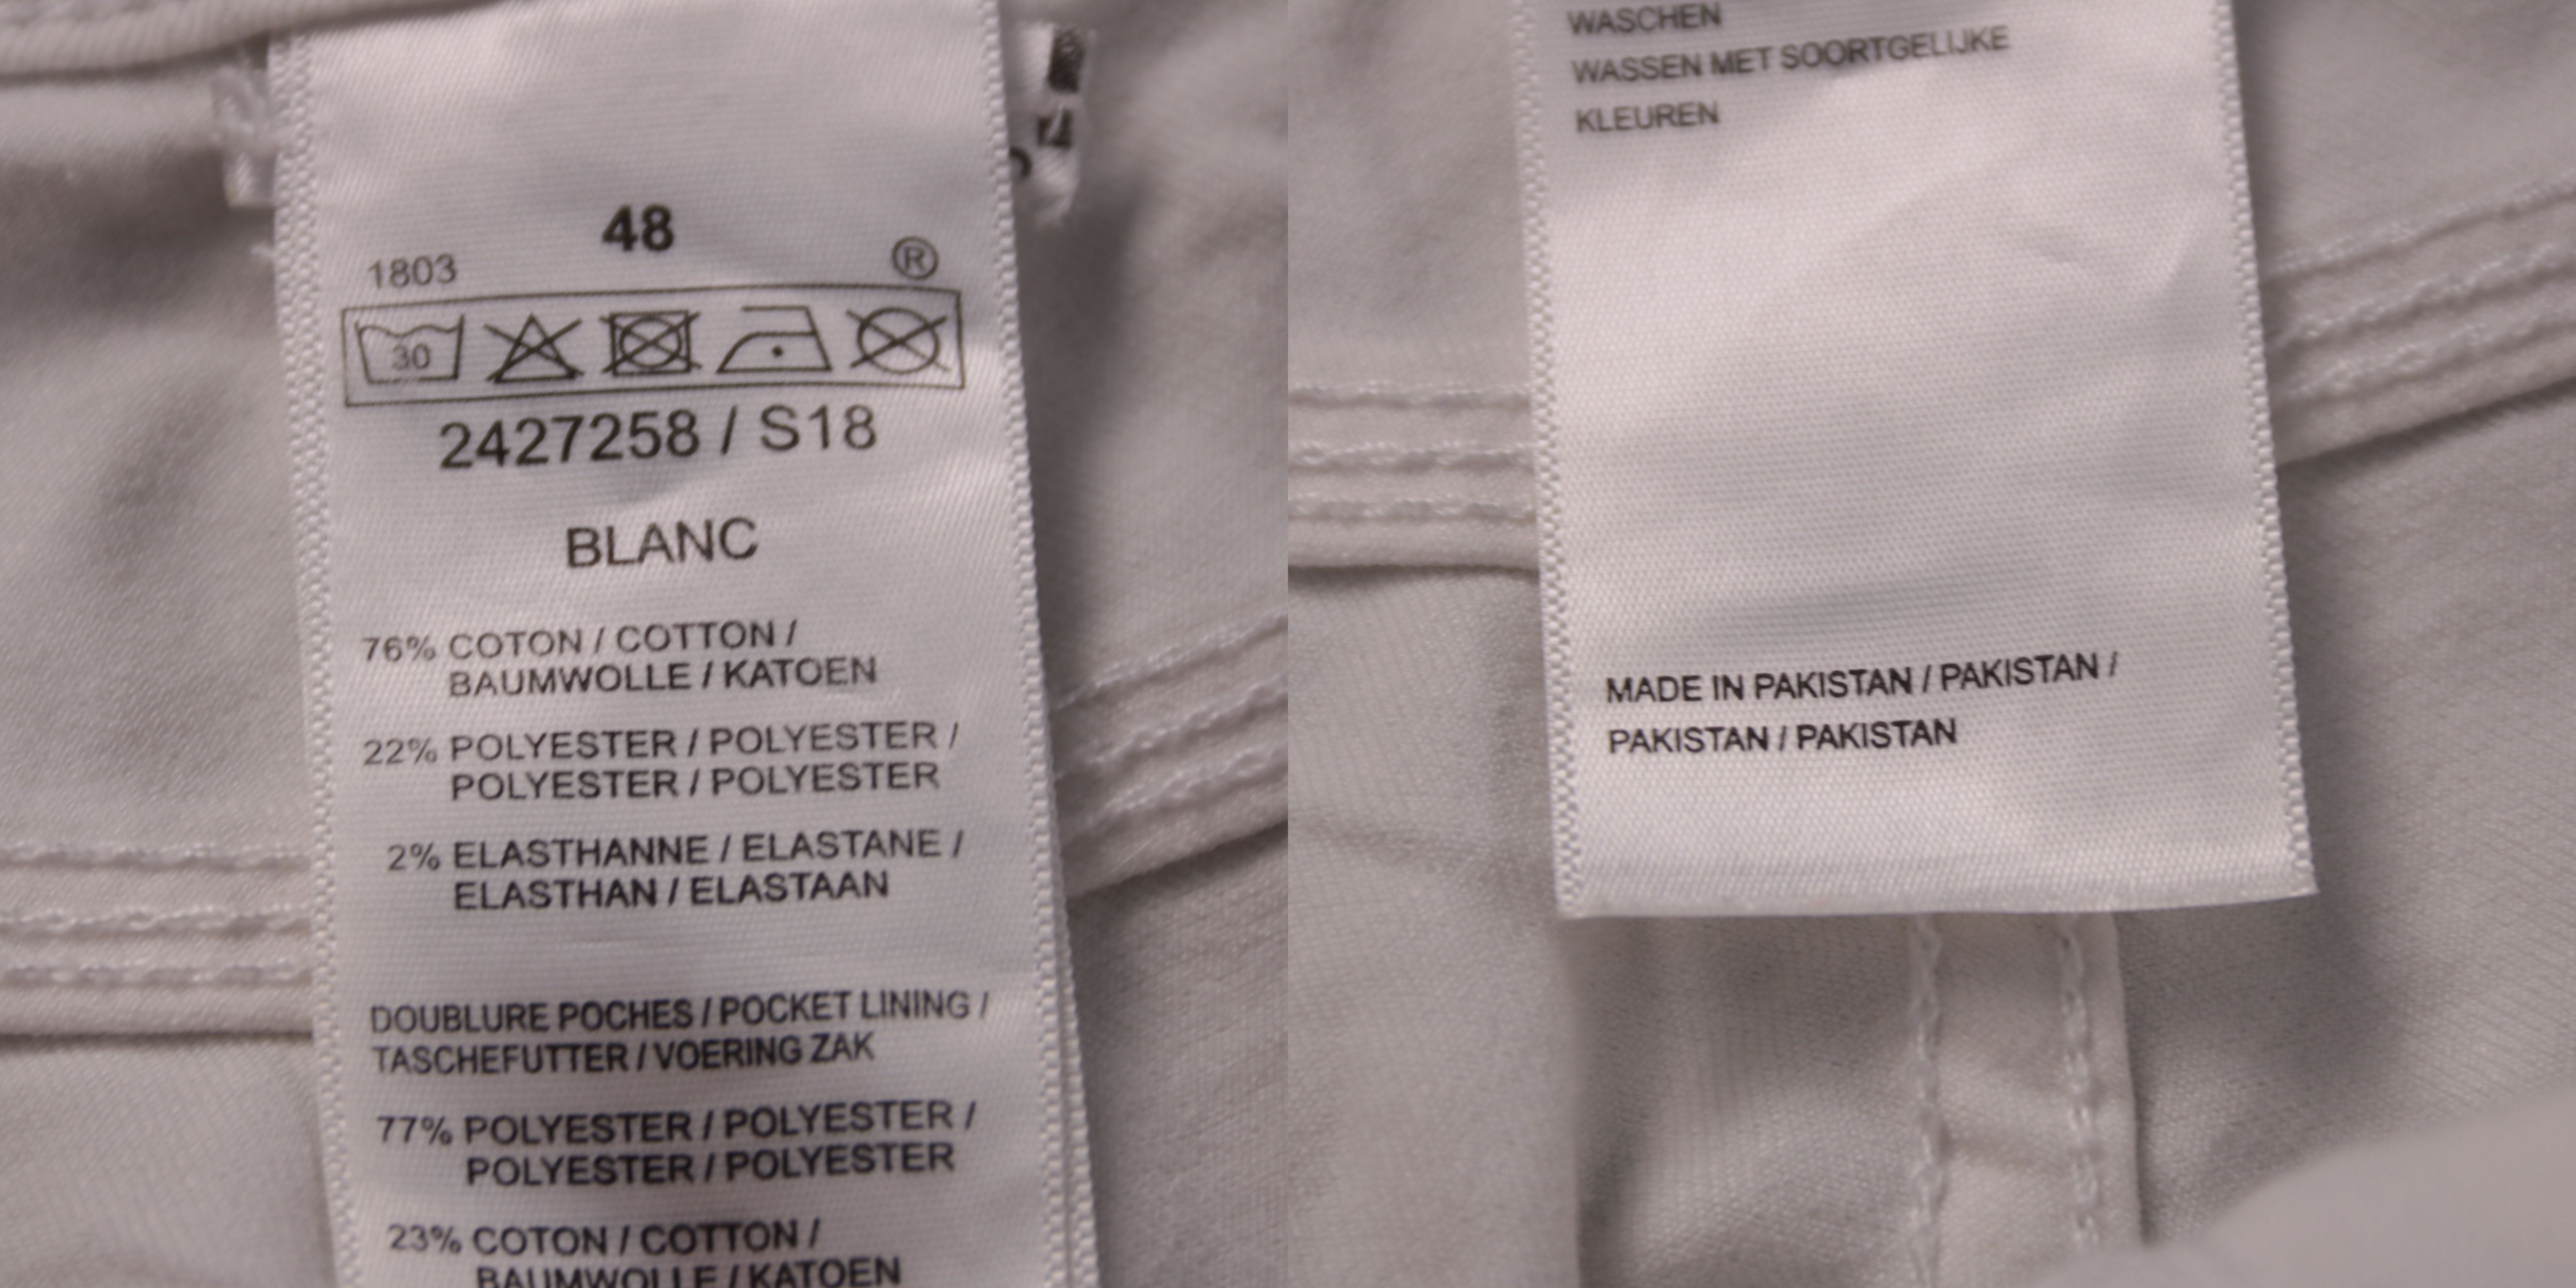 48
1803 ®
30
2427258 / S18
BLANC
76% COTON / COTTON /
BAUMWOLLE / KATOEN
22% POLYESTER / POLYESTER /
POLYESTER / POLYESTER
2% ELASTHANNE / ELASTANE /
ELASTHAN / ELASTAAN
DOUBLURE POCHES / POCKET LINING /
TASCHEFUTTER / VOERING ZAK
77% POLYESTER / POLYESTER /
POLYESTER / POLYESTER
23% COTON / COTTON /
BAUMWOLLE / KATOEN
WASCHEN
WASSEN MET SOORTGELIJKE
KLEUREN
MADE IN PAKISTAN / PAKISTAN /
PAKISTAN / PAKISTAN